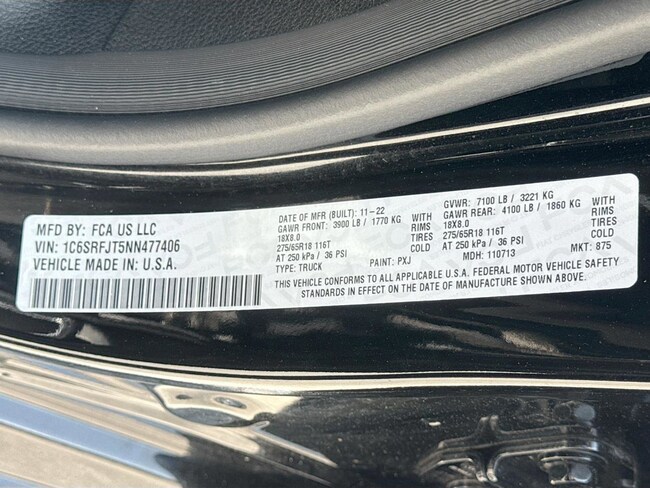 MFD BY: FCA US LLC
VIN: 1C6SRFJT5NN477406
VEHICLE MADE IN: U.S.A.
DATE OF MFR (BUILT): 11-22 GVWR: 7100 LB / 3221 KG
GAWR FRONT: 3900 LB / 1770 KG WITH GAWR REAR: 4100 LB / 1860 KG WITH
18X8.0 RIMS 18X8.0 RIMS
275/65R18 116T TIRES 275/65R18 116T TIRES
AT 250 kPa / 36 PSI COLD AT 250 kPa / 36 PSI COLD
TYPE: TRUCK PAINT: PXJ MDH: 110713 MKT: 875
THIS VEHICLE CONFORMS TO ALL APPLICABLE U.S.A. FEDERAL MOTOR VEHICLE SAFETY
STANDARDS IN EFFECT ON THE DATE OF MANUFACTURE SHOWN ABOVE.